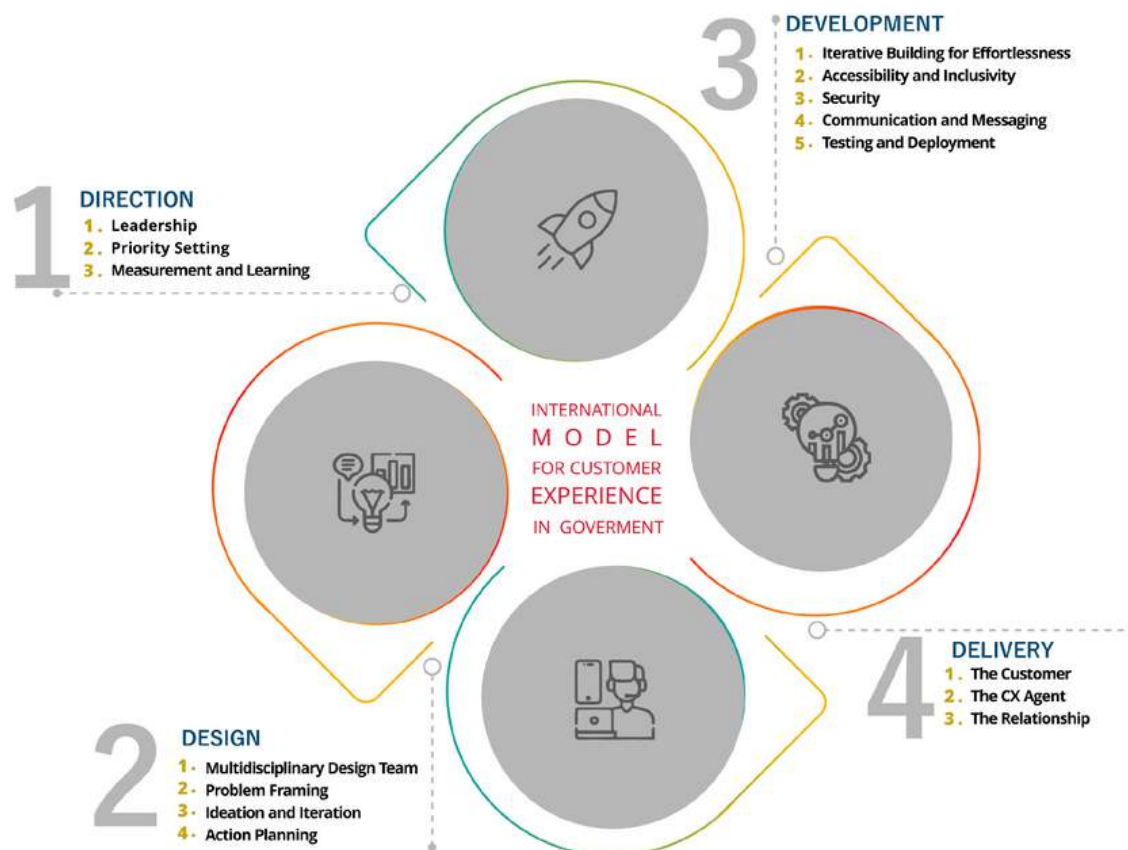 1
DIRECTION
1. Leadership
2. Priority Setting
3. Measurement and Learning
3
DEVELOPMENT
1. Iterative Building for Effortlessness
2. Accessibility and Inclusivity
3. Security
4. Communication and Messaging
5. Testing and Deployment
INTERNATIONAL
MODEL
FOR CUSTOMER
EXPERIENCE
IN GOVERMENT
2
DESIGN
1. Multidisciplinary Design Team
2. Problem Framing
3. Ideation and Iteration
4. Action Planning
4
DELIVERY
1. The Customer
2. The CX Agent
3. The Relationship